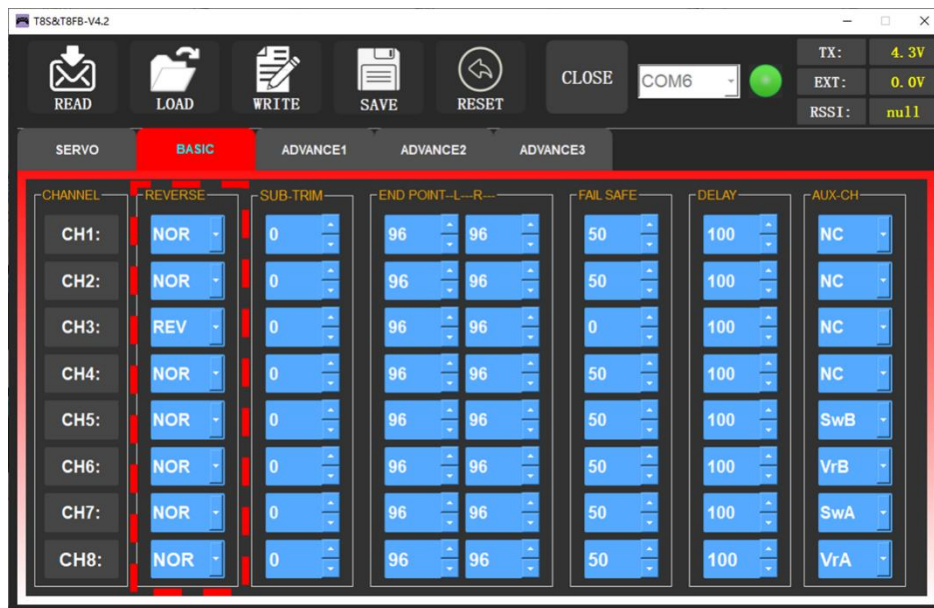 T8S&T8FB-V4.2
READ LOAD WRITE SAVE RESET CLOSE COM6
TX: 4.3V
EXT: 0.0V
RSSI: null
SERVO BASIC ADVANCE1 ADVANCE2 ADVANCE3
CHANNEL REVERSE SUB-TRIM END POINT--L---R--- FAIL SAFE DELAY AUX-CH
CH1: NOR 0 96 96 50 100 NC
CH2: NOR 0 96 96 50 100 NC
CH3: REV 0 96 96 0 100 NC
CH4: NOR 0 96 96 50 100 NC
CH5: NOR 0 96 96 50 100 SwB
CH6: NOR 0 96 96 50 100 VrB
CH7: NOR 0 96 96 50 100 SwA
CH8: NOR 0 96 96 50 100 VrA